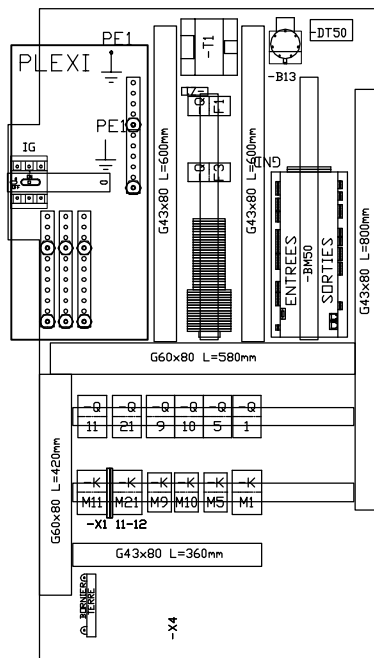 PE1
-T1
-DT50
PLEXI
-B13
G43x80 L=600mm
G43x80 L=600mm
Q
F1
PE1
IG
GND
Q
F3
ENTREES
-BM50
SORTIES
G43x80 L=800mm
G60x80 L=580mm
-Q
11
-Q
21
-Q
9
-Q
10
-Q
5
-Q
1
G60x80 L=420mm
-K
M11
-K
M21
-K
M9
-K
M10
-K
M5
-K
M1
-X1 11-12
G43x80 L=360mm
BORNIER
TERRE
-X4